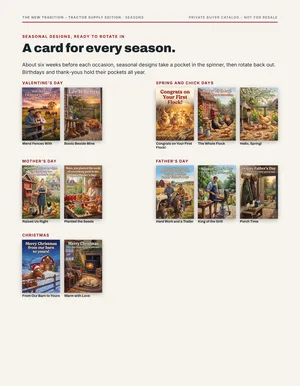 THE NEW TRADITION – TRACTOR SUPPLY EDITION · SEASONS
PRIVATE BUYER CATALOG – NOT FOR RESALE
SEASONAL DESIGNS, READY TO ROTATE IN
A card for every season.
About six weeks before each occasion, seasonal designs take a pocket in the spinner, then rotate back out.
Birthdays and thank-yous hold their pockets all year.
VALENTINE'S DAY
Mend Fences With
Boots Beside Mine
SPRING AND CHICK DAYS
Congrats on
Your First
Flock!
Congrats on Your First
Flock!
The Whole Flock
Hello, Spring!
MOTHER'S DAY
Raised Us Right
Planted the Seeds
FATHER'S DAY
Hard Work and a Trailer
King of the Grill
Father's Day
Porch Time
CHRISTMAS
Merry Christmas
from our barn
to yours!
Merry Christmas
From Our Barn to Yours
Warm with Love